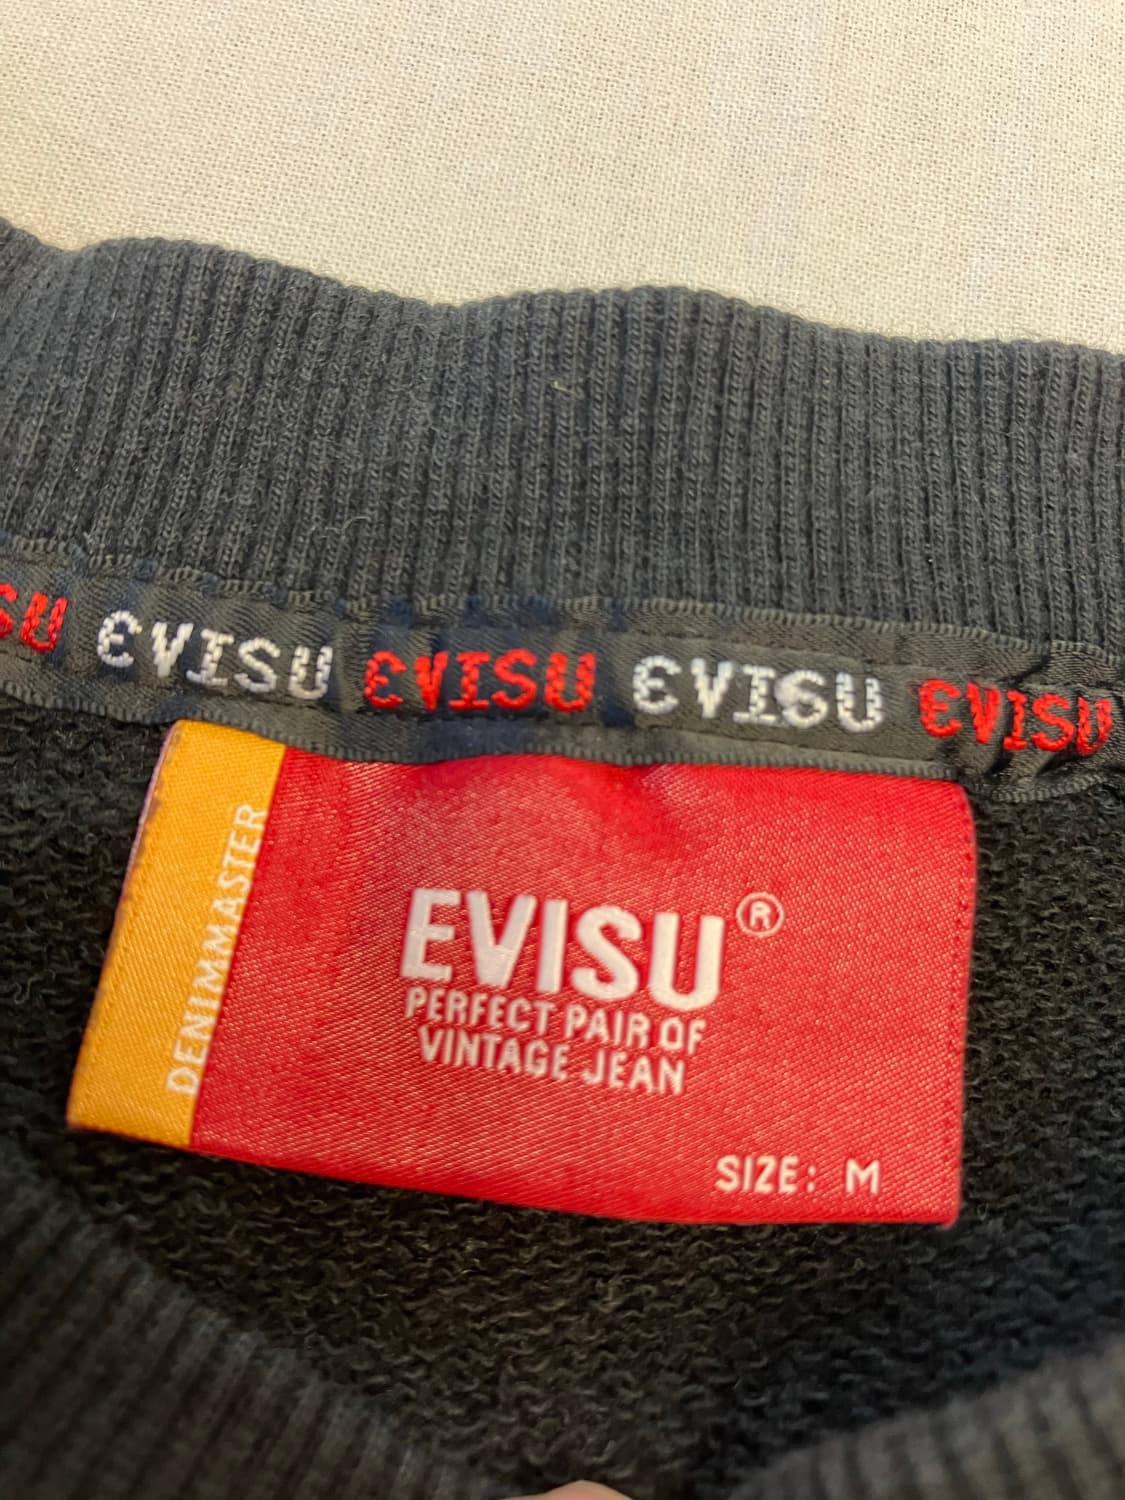 SU EVISU EVISU EVISU EVISU
DENIMMASTER
EVISU®
PERFECT PAIR OF
VINTAGE JEAN
SIZE: M